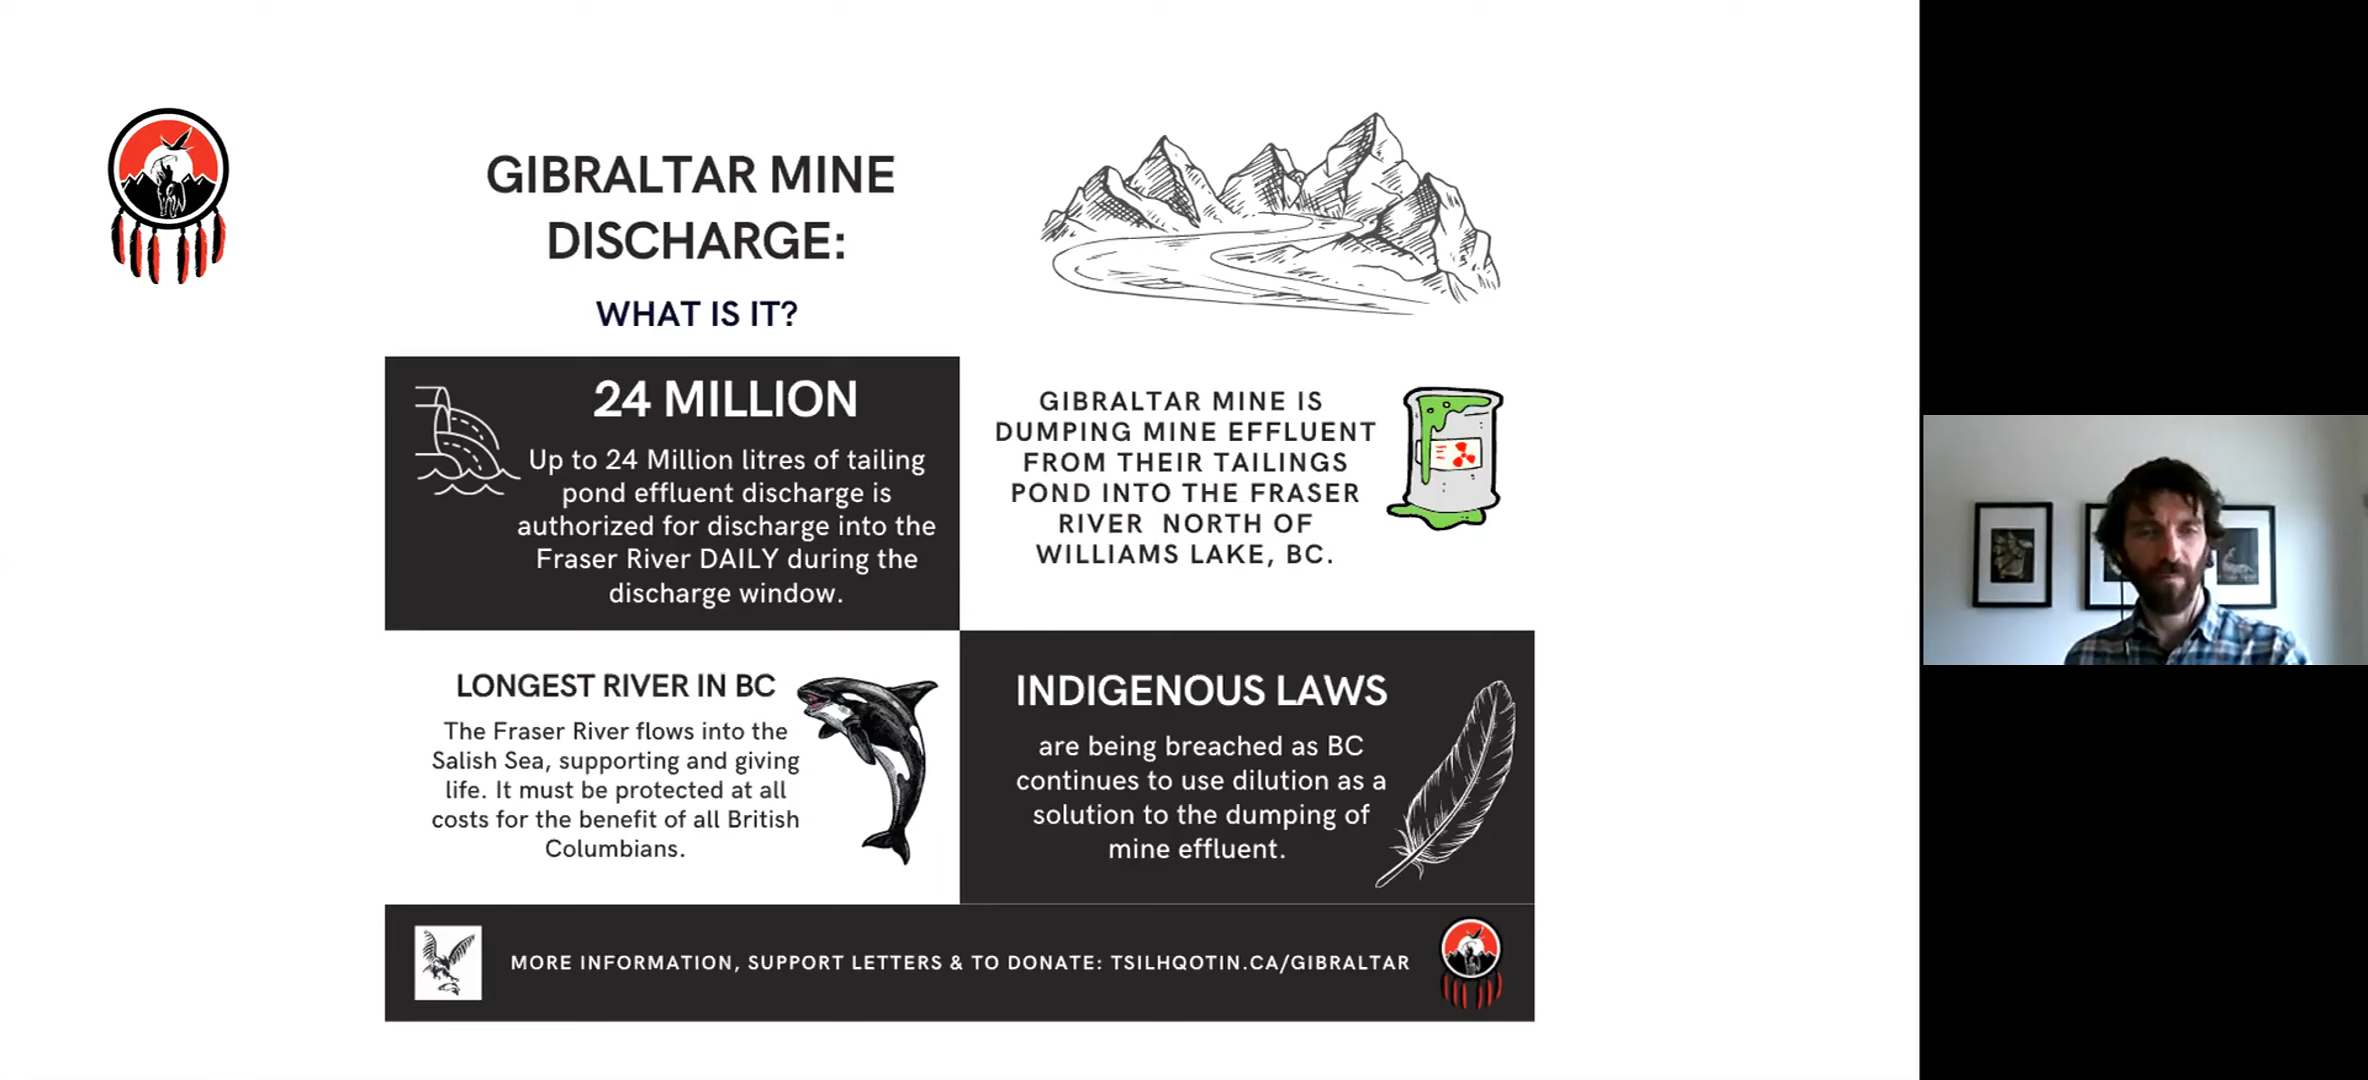 GIBRALTAR MINE
DISCHARGE:
WHAT IS IT?
24 MILLION
Up to 24 Million litres of tailing
pond effluent discharge is
authorized for discharge into the
Fraser River DAILY during the
discharge window.
GIBRALTAR MINE IS
DUMPING MINE EFFLUENT
FROM THEIR TAILINGS
POND INTO THE FRASER
RIVER NORTH OF
WILLIAMS LAKE, BC.
LONGEST RIVER IN BC
The Fraser River flows into the
Salish Sea, supporting and giving
life. It must be protected at all
costs for the benefit of all British
Columbians.
INDIGENOUS LAWS
are being breached as BC
continues to use dilution as a
solution to the dumping of
mine effluent.
MORE INFORMATION, SUPPORT LETTERS & TO DONATE: TSILHQOTIN.CA/GIBRALTAR